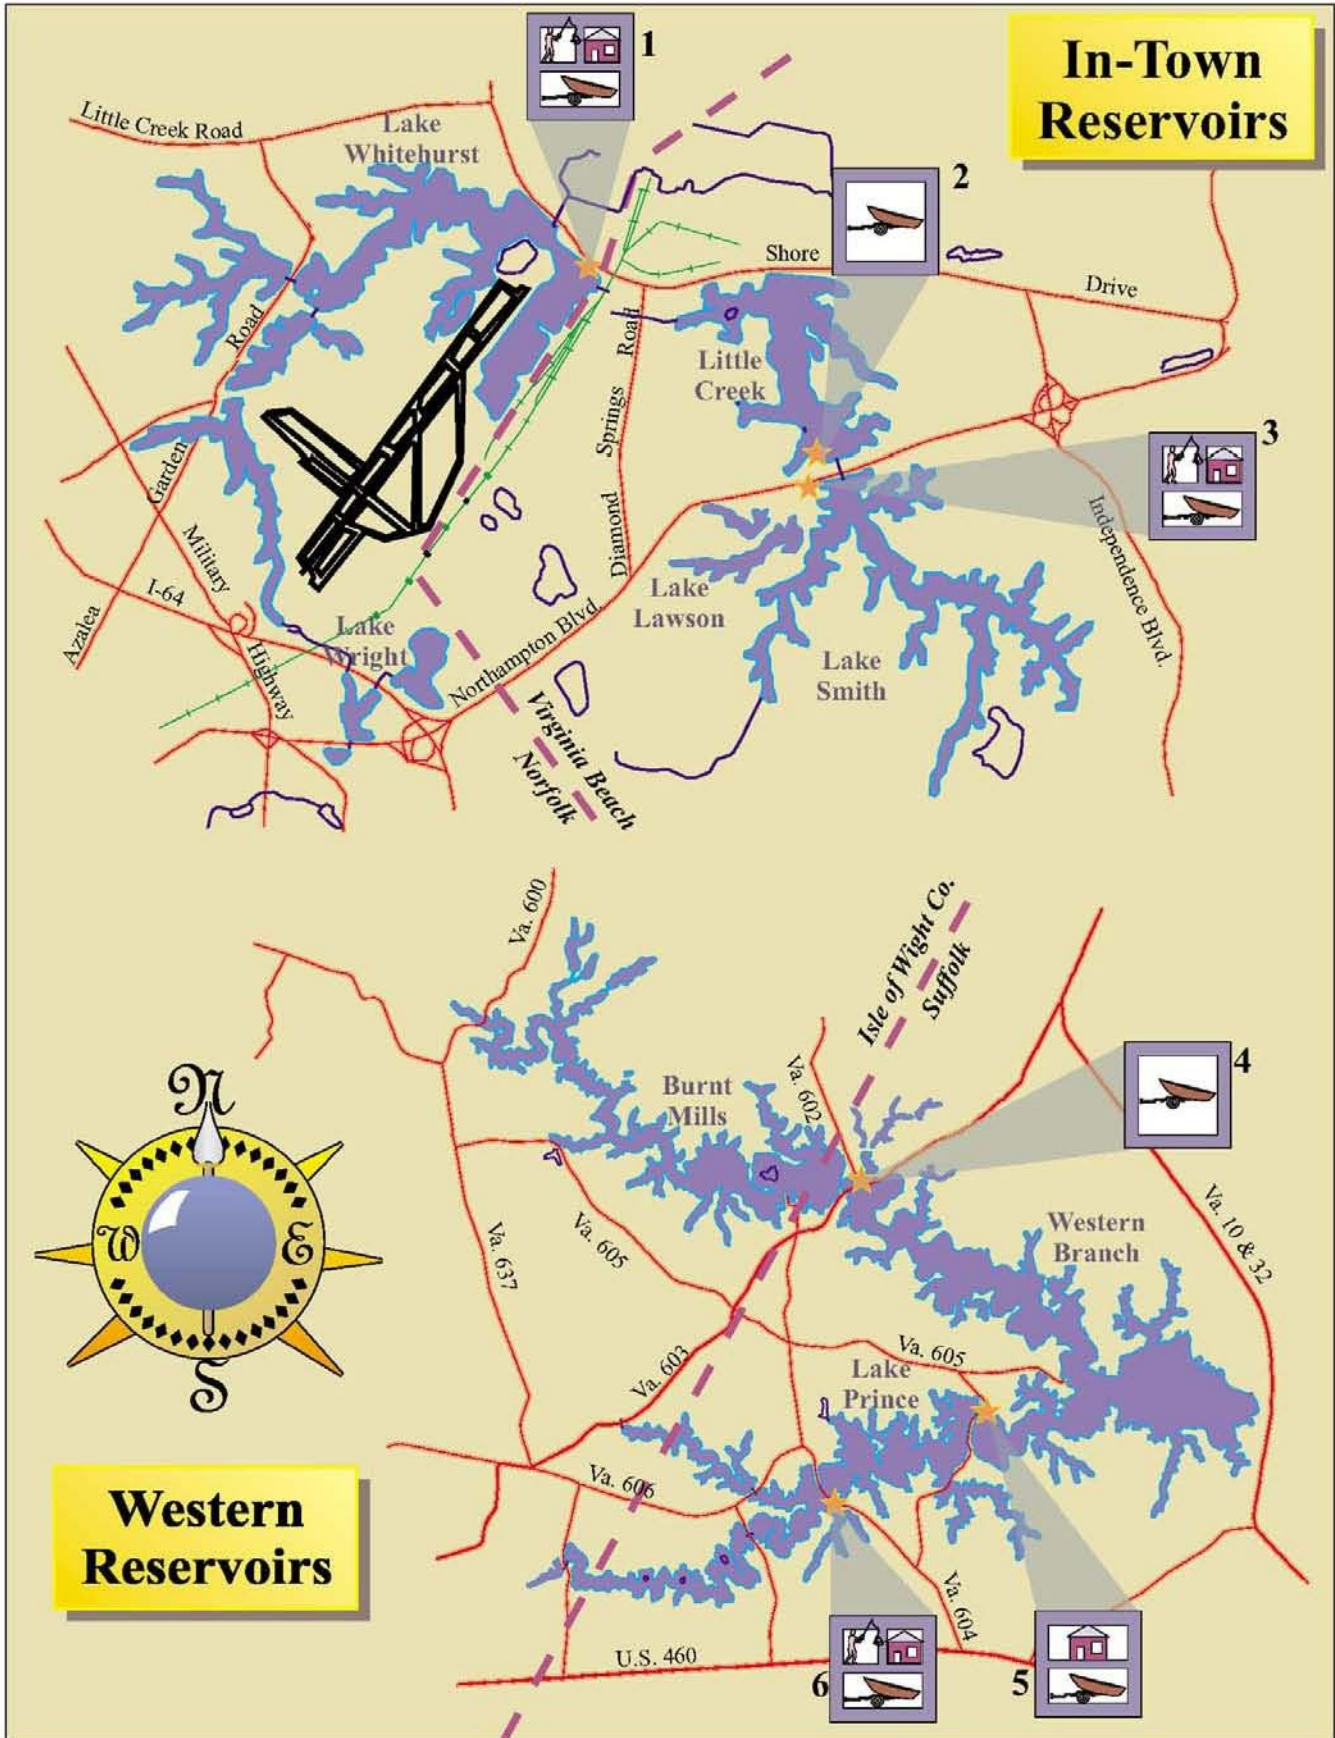 In-Town
Reservoirs
1
Little Creek Road
Lake
Whitehurst
2
Shore
Drive
Road
Road
Little
Creek
Springs
3
Garden
Diamond
Independence Blvd.
Military
I-64
Lake
Lawson
Azalea
Lake
Wright
Highway
Northampton Blvd.
Lake
Smith
Virginia Beach
Norfolk
Va. 600
Isle of Wight Co.
Suffolk
N
W
E
S
Burnt
Mills
Va. 602
4
Va. 637
Va. 605
Western
Branch
Va. 10 & 32
Va. 603
Va. 605
Lake
Prince
Va. 606
Western
Reservoirs
Va. 604
U.S. 460
6
5